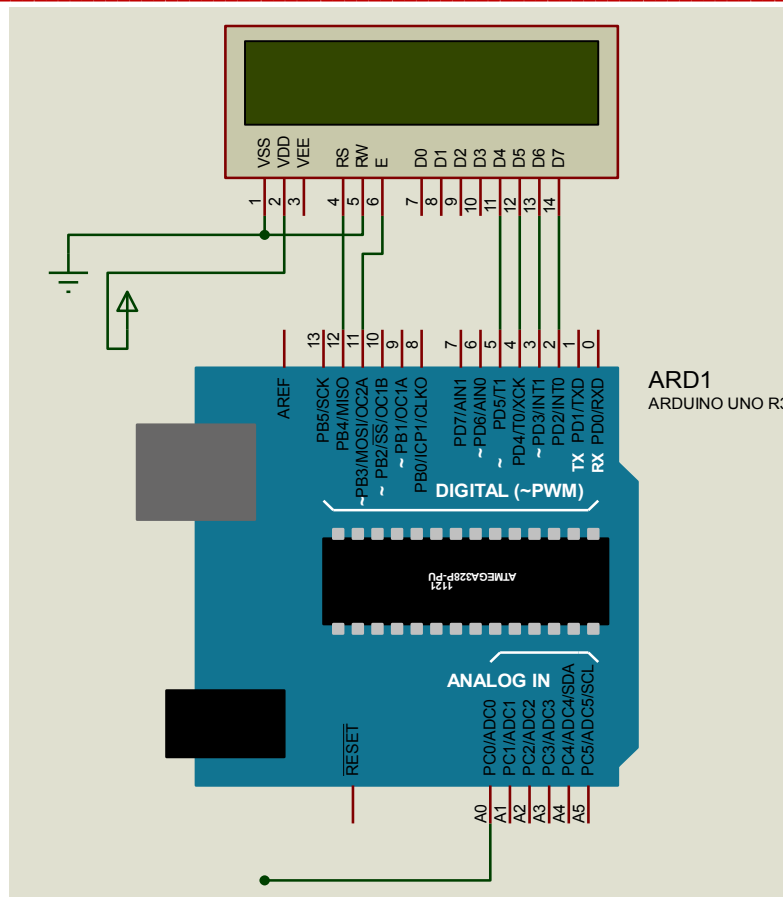 VSS VDD VEE RS RW E D0 D1 D2 D3 D4 D5 D6 D7
1 2 3 4 5 6 7 8 9 10 11 12 13 14
13 12 11 10 9 8 7 6 5 4 3 2 1 0
AREF
PB5/SCK
PB4/MISO
~ PB3/MOSI/OC2A
~ PB2/SS/OC1B
~ PB1/OC1A
PB0/ICP1/CLKO
PD7/AIN1
~ PD6/AIN0
~ PD5/T1
PD4/T0/XCK
~ PD3/INT1
PD2/INT0
TX PD1/TXD
RX PD0/RXD
ARD1
ARDUINO UNO R3
DIGITAL (~PWM)
ATMEGA328P-PU
1121
ANALOG IN
RESET
PC0/ADC0
PC1/ADC1
PC2/ADC2
PC3/ADC3
PC4/ADC4/SDA
PC5/ADC5/SCL
A0 A1 A2 A3 A4 A5